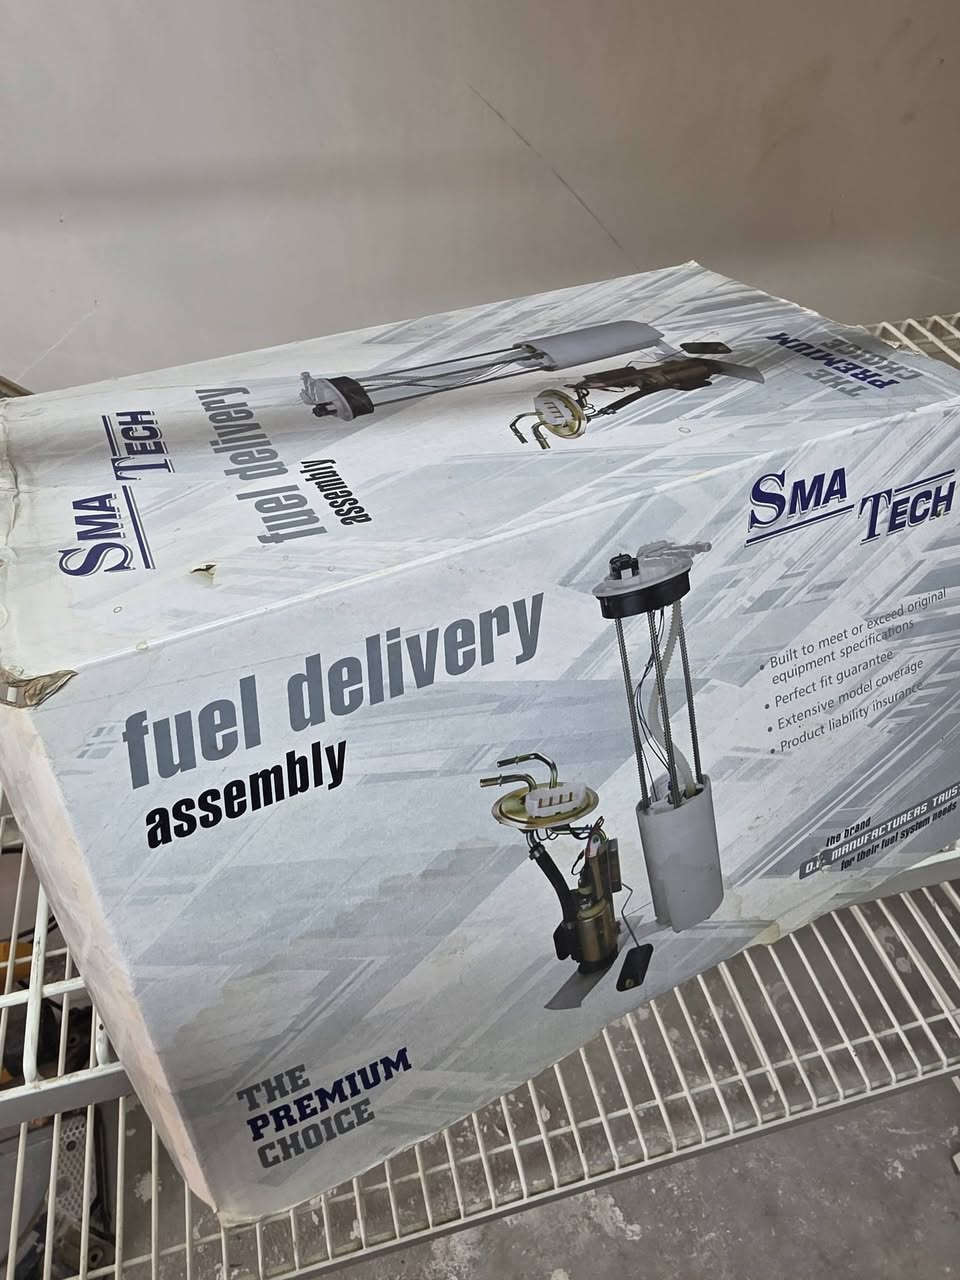 SMA TECH
fuel delivery
assembly
THE
PREMIUM
CHOICE
SMA TECH
fuel delivery
assembly
• Built to meet or exceed original
equipment specifications
• Perfect fit guarantee
• Extensive model coverage
• Product liability insurance
the brand
O.E. MANUFACTURERS TRUST
for their fuel system needs
THE
PREMIUM
CHOICE